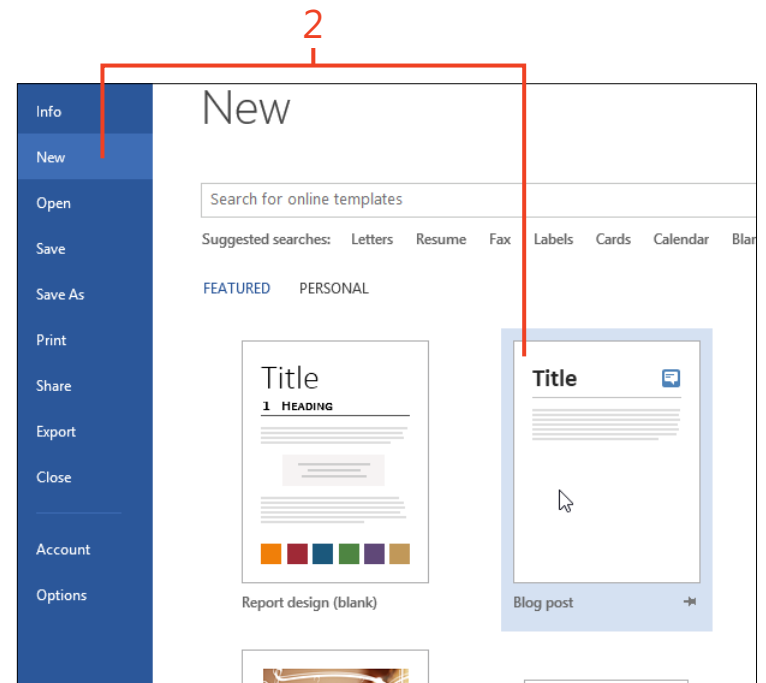 2
Info
New
Open
Save
Save As
Print
Share
Export
Close
Account
Options
New
Search for online templates
Suggested searches: Letters Resume Fax Labels Cards Calendar Blan
FEATURED PERSONAL
Title
1 HEADING
Report design (blank)
Title
Blog post